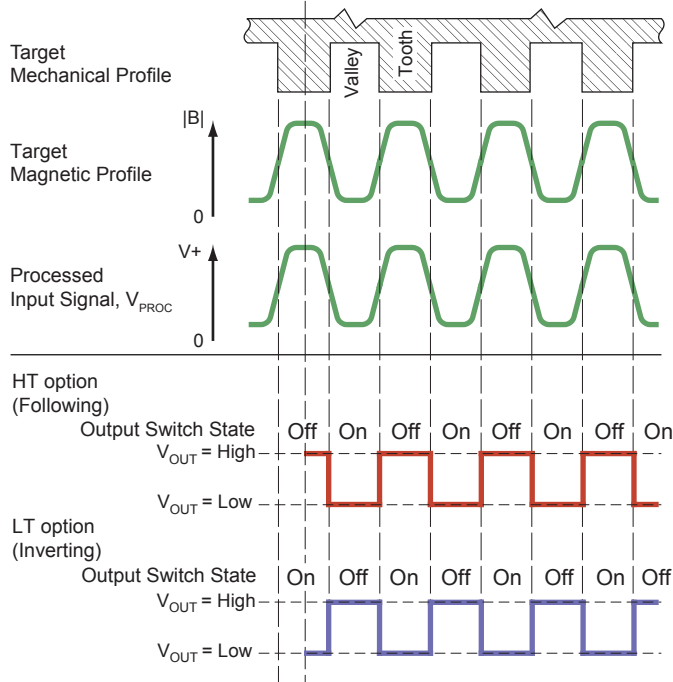 Target
Mechanical Profile
Valley
Tooth
|B|
Target
Magnetic Profile
0
V+
Processed
Input Signal, VPROC
0
HT option
(Following)
Output Switch State Off On Off On Off On Off On
VOUT = High
VOUT = Low
LT option
(Inverting)
Output Switch State On Off On Off On Off On Off
VOUT = High
VOUT = Low